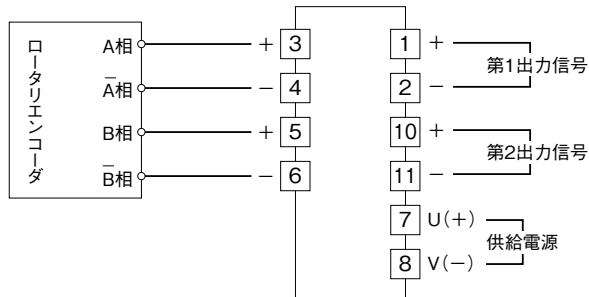 ロータリエンコーダ
A相 + 3
A̅相 − 4
B相 + 5
B̅相 − 6
1 +
2 −
第1出力信号
10 +
11 −
第2出力信号
7 U(+)
8 V(−)
供給電源